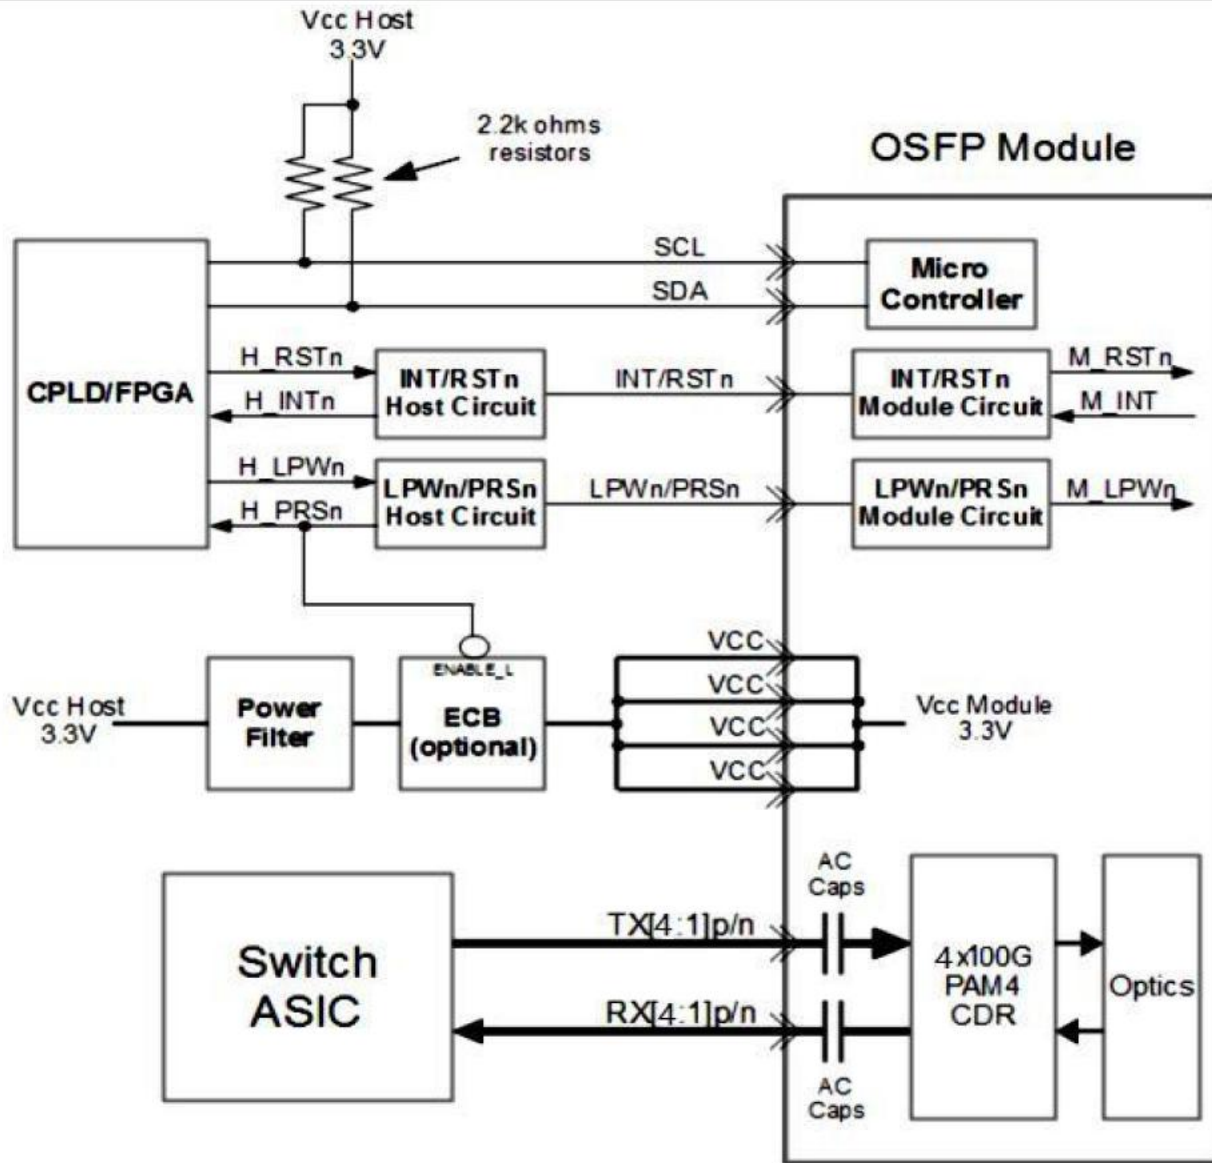 Vcc Host
3.3V
2.2k ohms
resistors
OSFP Module
SCL
SDA
Micro
Controller
CPLD/FPGA
H_RSTn
H_INTn
INT/RSTn
Host Circuit
INT/RSTn
INT/RSTn
Module Circuit
M_RSTn
M_INT
H_LPWn
H_PRSn
LPWn/PRSn
Host Circuit
LPWn/PRSn
LPWn/PRSn
Module Circuit
M_LPWn
Vcc Host
3.3V
Power
Filter
ENABLE_L
ECB
(optional)
VCC
VCC
VCC
VCC
Vcc Module
3.3V
Switch
ASIC
TX[4:1]p/n
RX[4:1]p/n
AC
Caps
AC
Caps
4x100G
PAM4
CDR
Optics